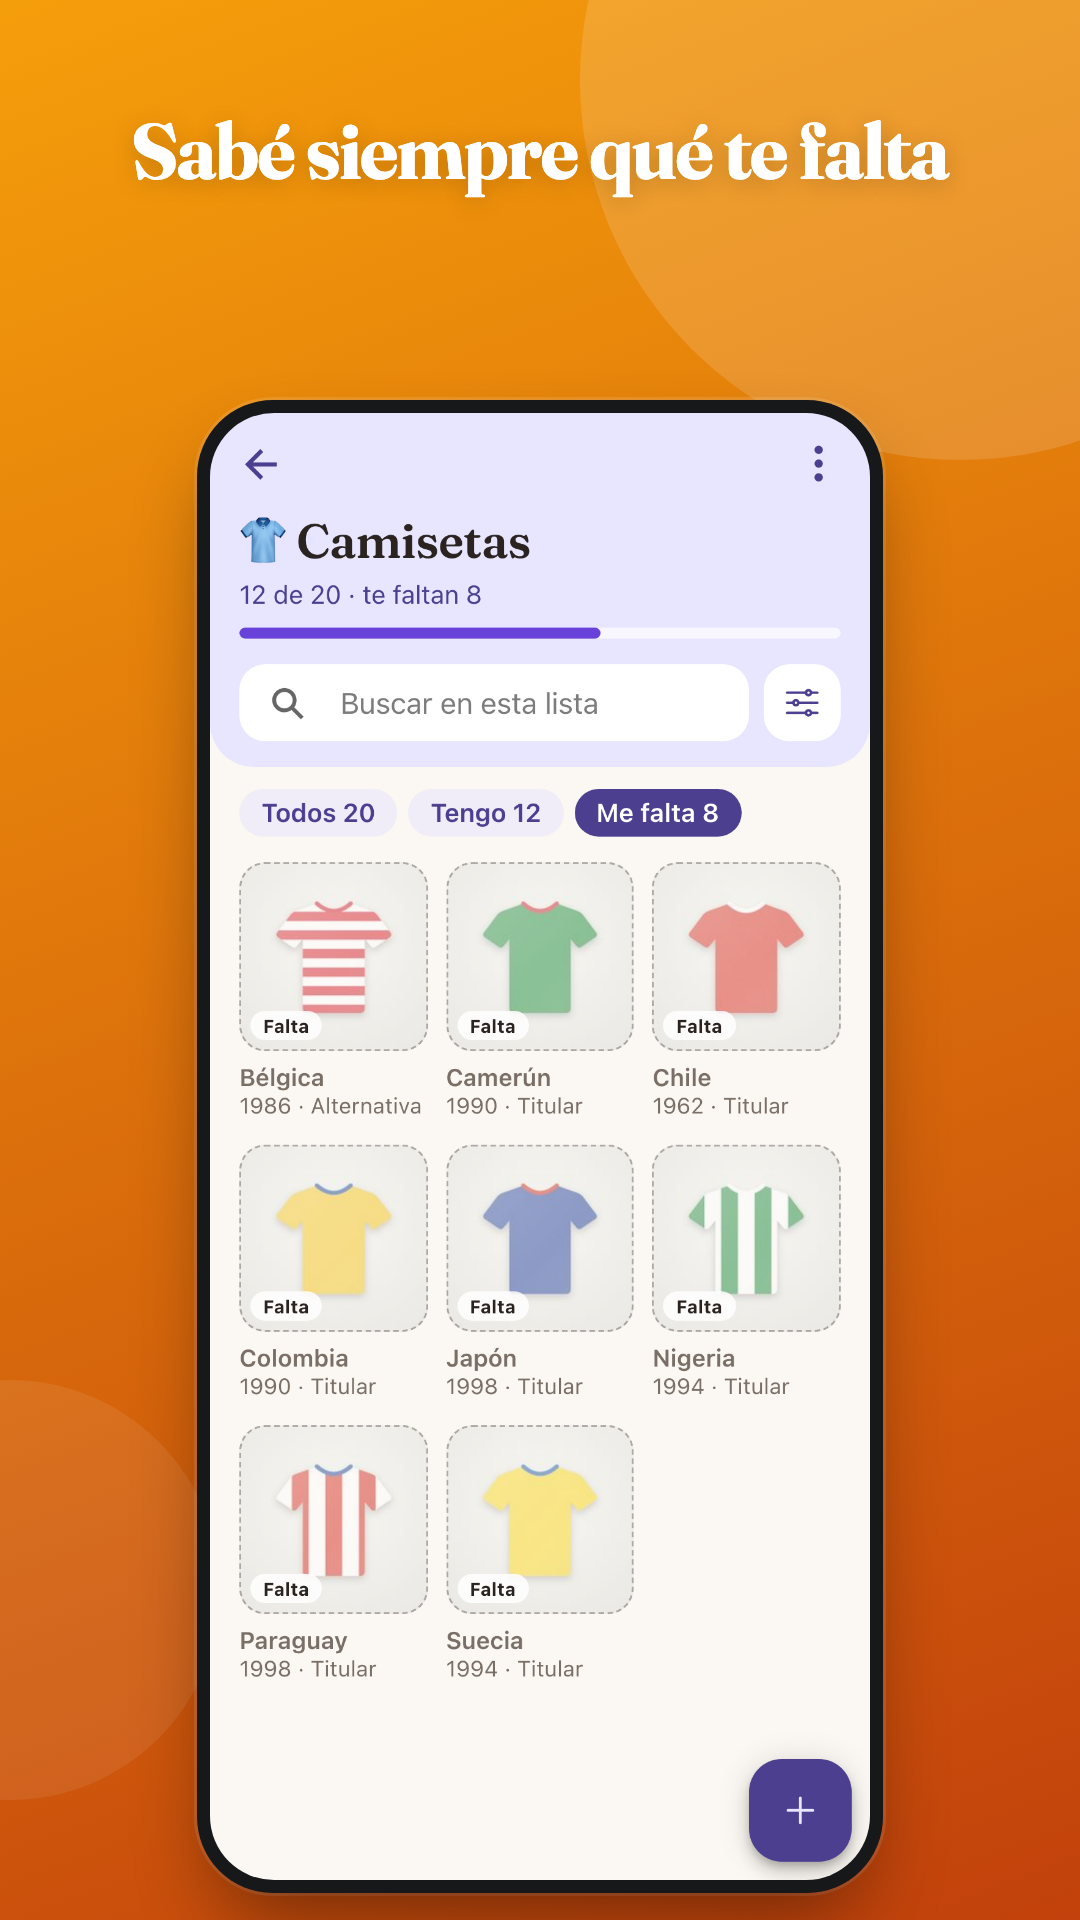 Sabé siempre qué te falta
Camisetas
12 de 20 · te faltan 8
Buscar en esta lista
Todos 20 Tengo 12 Me falta 8
Falta Falta Falta
Bélgica Camerún Chile
1986 · Alternativa 1990 · Titular 1962 · Titular
Falta Falta Falta
Colombia Japón Nigeria
1990 · Titular 1998 · Titular 1994 · Titular
Falta Falta
Paraguay Suecia
1998 · Titular 1994 · Titular